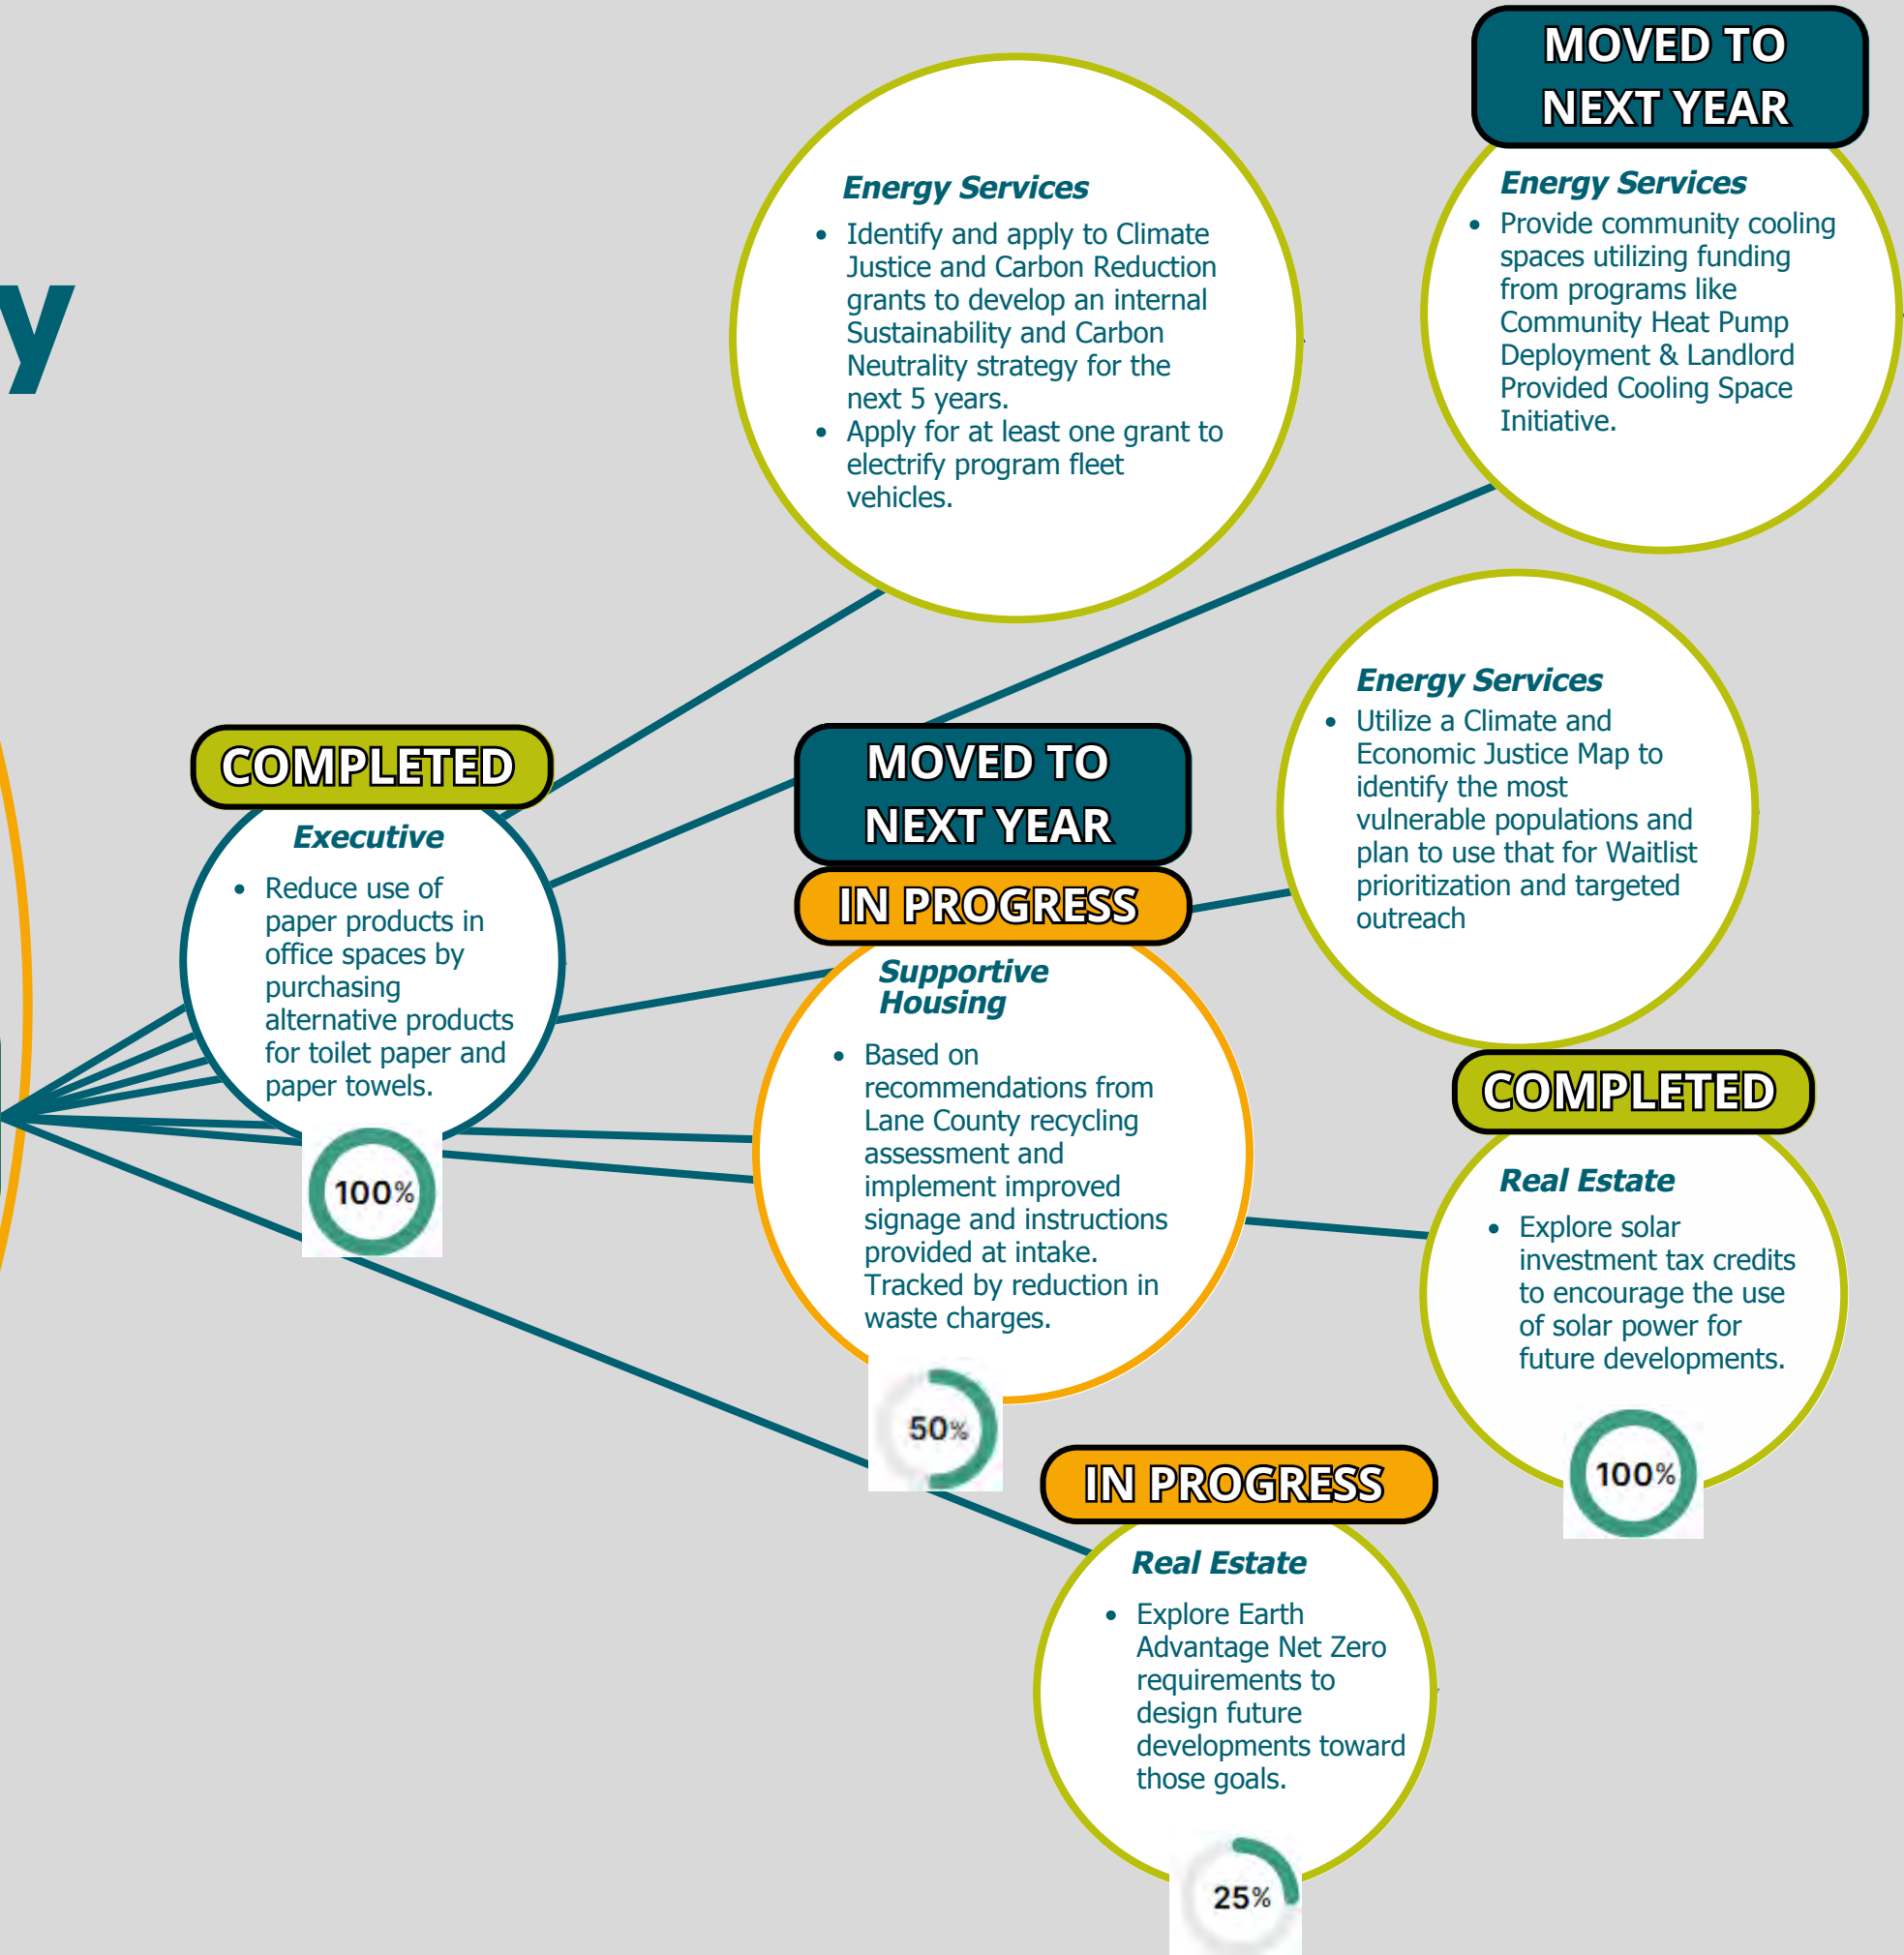 y
MOVED TO
NEXT YEAR
Energy Services
• Identify and apply to Climate
Justice and Carbon Reduction
grants to develop an internal
Sustainability and Carbon
Neutrality strategy for the
next 5 years.
• Apply for at least one grant to
electrify program fleet
vehicles.
Energy Services
• Provide community cooling
spaces utilizing funding
from programs like
Community Heat Pump
Deployment & Landlord
Provided Cooling Space
Initiative.
Energy Services
• Utilize a Climate and
Economic Justice Map to
identify the most
vulnerable populations and
plan to use that for Waitlist
prioritization and targeted
outreach
COMPLETED
Executive
• Reduce use of
paper products in
office spaces by
purchasing
alternative products
for toilet paper and
paper towels.
100%
MOVED TO
NEXT YEAR
IN PROGRESS
Supportive
Housing
• Based on
recommendations from
Lane County recycling
assessment and
implement improved
signage and instructions
provided at intake.
Tracked by reduction in
waste charges.
50%
COMPLETED
Real Estate
• Explore solar
investment tax credits
to encourage the use
of solar power for
future developments.
100%
IN PROGRESS
Real Estate
• Explore Earth
Advantage Net Zero
requirements to
design future
developments toward
those goals.
25%